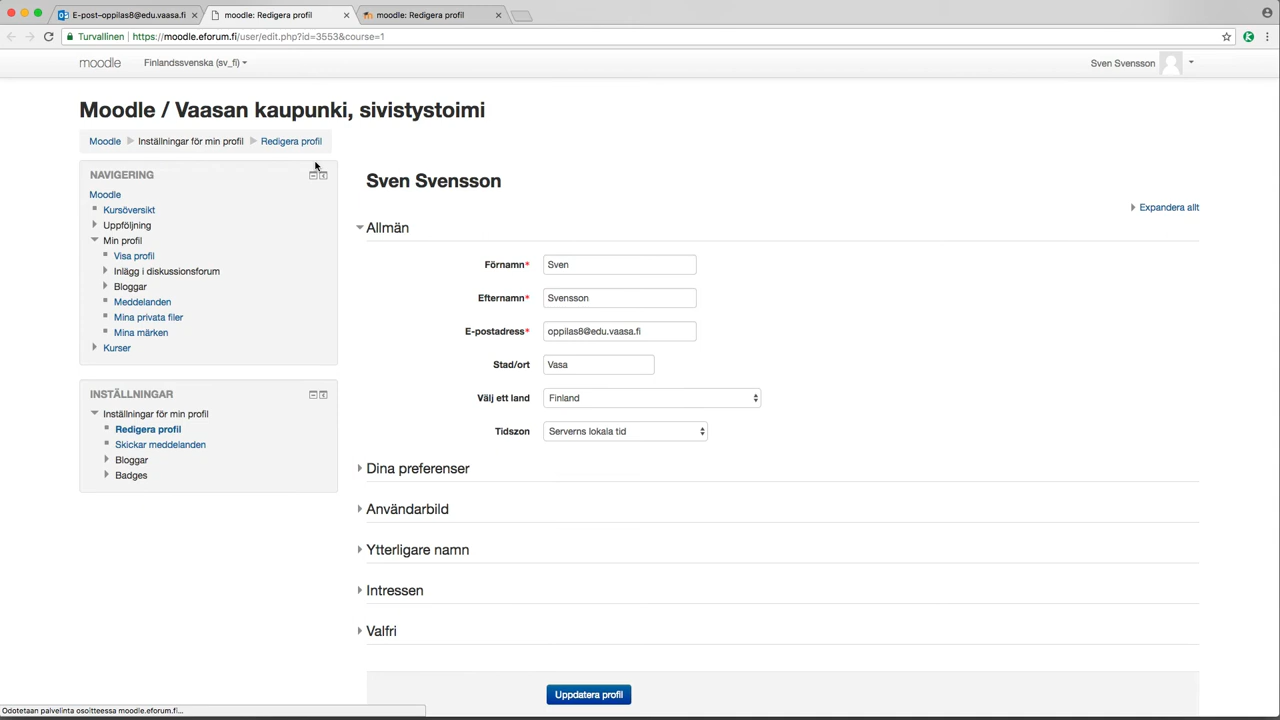 E-post–oppilas8@edu.vaasa.fi
moodle: Redigera profil
moodle: Redigera profil
Turvallinen
https://moodle.eforum.fi/user/edit.php?id=3553&course=1
moodle
Finlandssvenska (sv_fi)
Sven Svensson
Moodle / Vaasan kaupunki, sivistystoimi
Moodle
Inställningar för min profil
Redigera profil
NAVIGERING
Moodle
Kursöversikt
Uppföljning
Min profil
Visa profil
Inlägg i diskussionsforum
Bloggar
Meddelanden
Mina privata filer
Mina märken
Kurser
INSTÄLLNINGAR
Inställningar för min profil
Redigera profil
Skickar meddelanden
Bloggar
Badges
Sven Svensson
Expandera allt
Allmän
Förnamn* Sven
Efternamn* Svensson
E-postadress* oppilas8@edu.vaasa.fi
Stad/ort Vasa
Välj ett land Finland
Tidszon Serverns lokala tid
Dina preferenser
Användarbild
Ytterligare namn
Intressen
Valfri
Uppdatera profil
Odotetaan palvelinta osoitteessa moodle.eforum.fi...